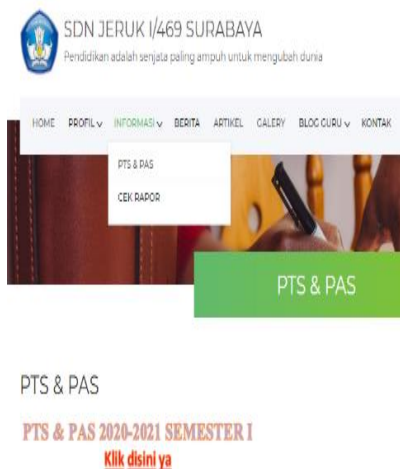 SDN JERUK I/469 SURABAYA
Pendidikan adalah senjata paling ampuh untuk mengubah dunia
HOME PROFIL INFORMASI BERITA ARTIKEL GALERY BLOG GURU KONTAK
PTS & PAS
CEK RAPOR
PTS & PAS
PTS & PAS
PTS & PAS 2020-2021 SEMESTER I
Klik disini ya